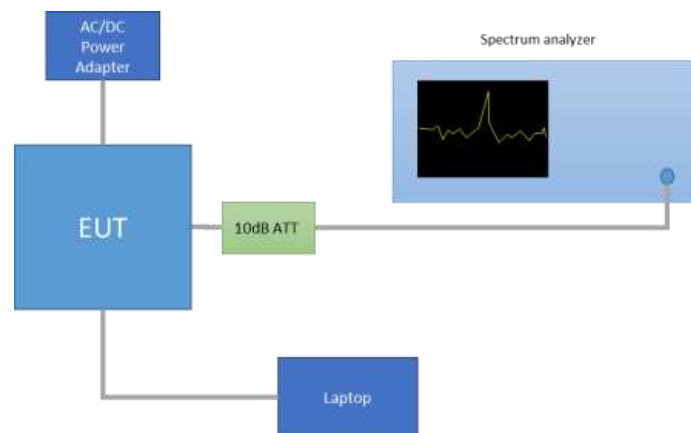 AC/DC
Power
Adapter
Spectrum analyzer
EUT
10dB ATT
Laptop